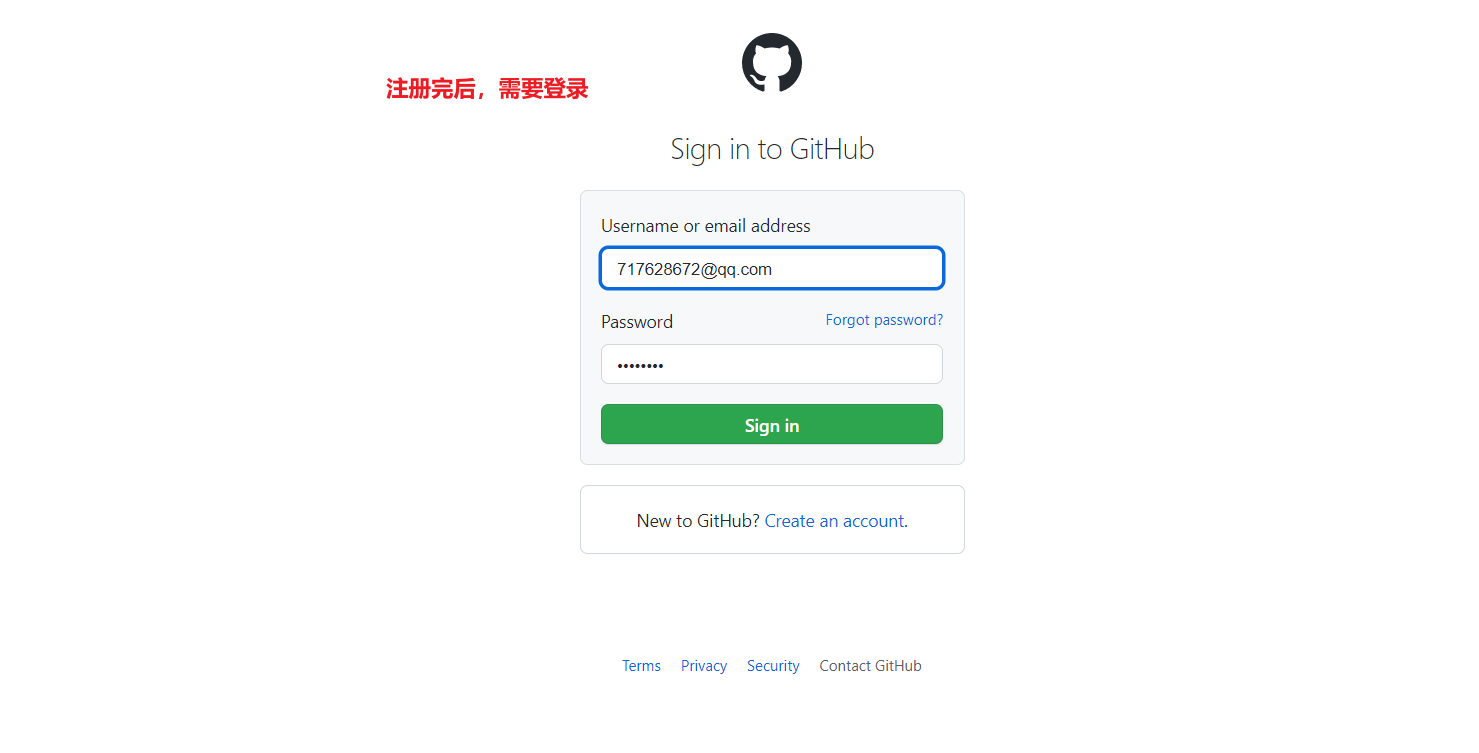 注册完后，需要登录
Sign in to GitHub
Username or email address
717628672@qq.com
Password Forgot password?
••••••••
Sign in
New to GitHub? Create an account.
Terms Privacy Security Contact GitHub